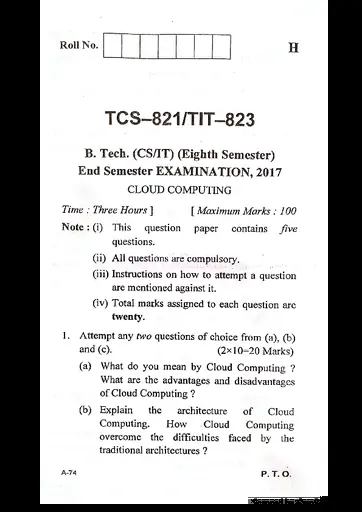 Roll No.
H
TCS–821/TIT–823
B. Tech. (CS/IT) (Eighth Semester)
End Semester EXAMINATION, 2017
CLOUD COMPUTING
Time : Three Hours ] [ Maximum Marks : 100
Note : (i) This question paper contains five
questions.
(ii) All questions are compulsory.
(iii) Instructions on how to attempt a question
are mentioned against it.
(iv) Total marks assigned to each question are
twenty.
1. Attempt any two questions of choice from (a), (b)
and (c). (2×10=20 Marks)
(a) What do you mean by Cloud Computing ?
What are the advantages and disadvantages
of Cloud Computing ?
(b) Explain the architecture of Cloud
Computing. How Cloud Computing
overcome the difficulties faced by the
traditional architectures ?
A-74 P. T. O.